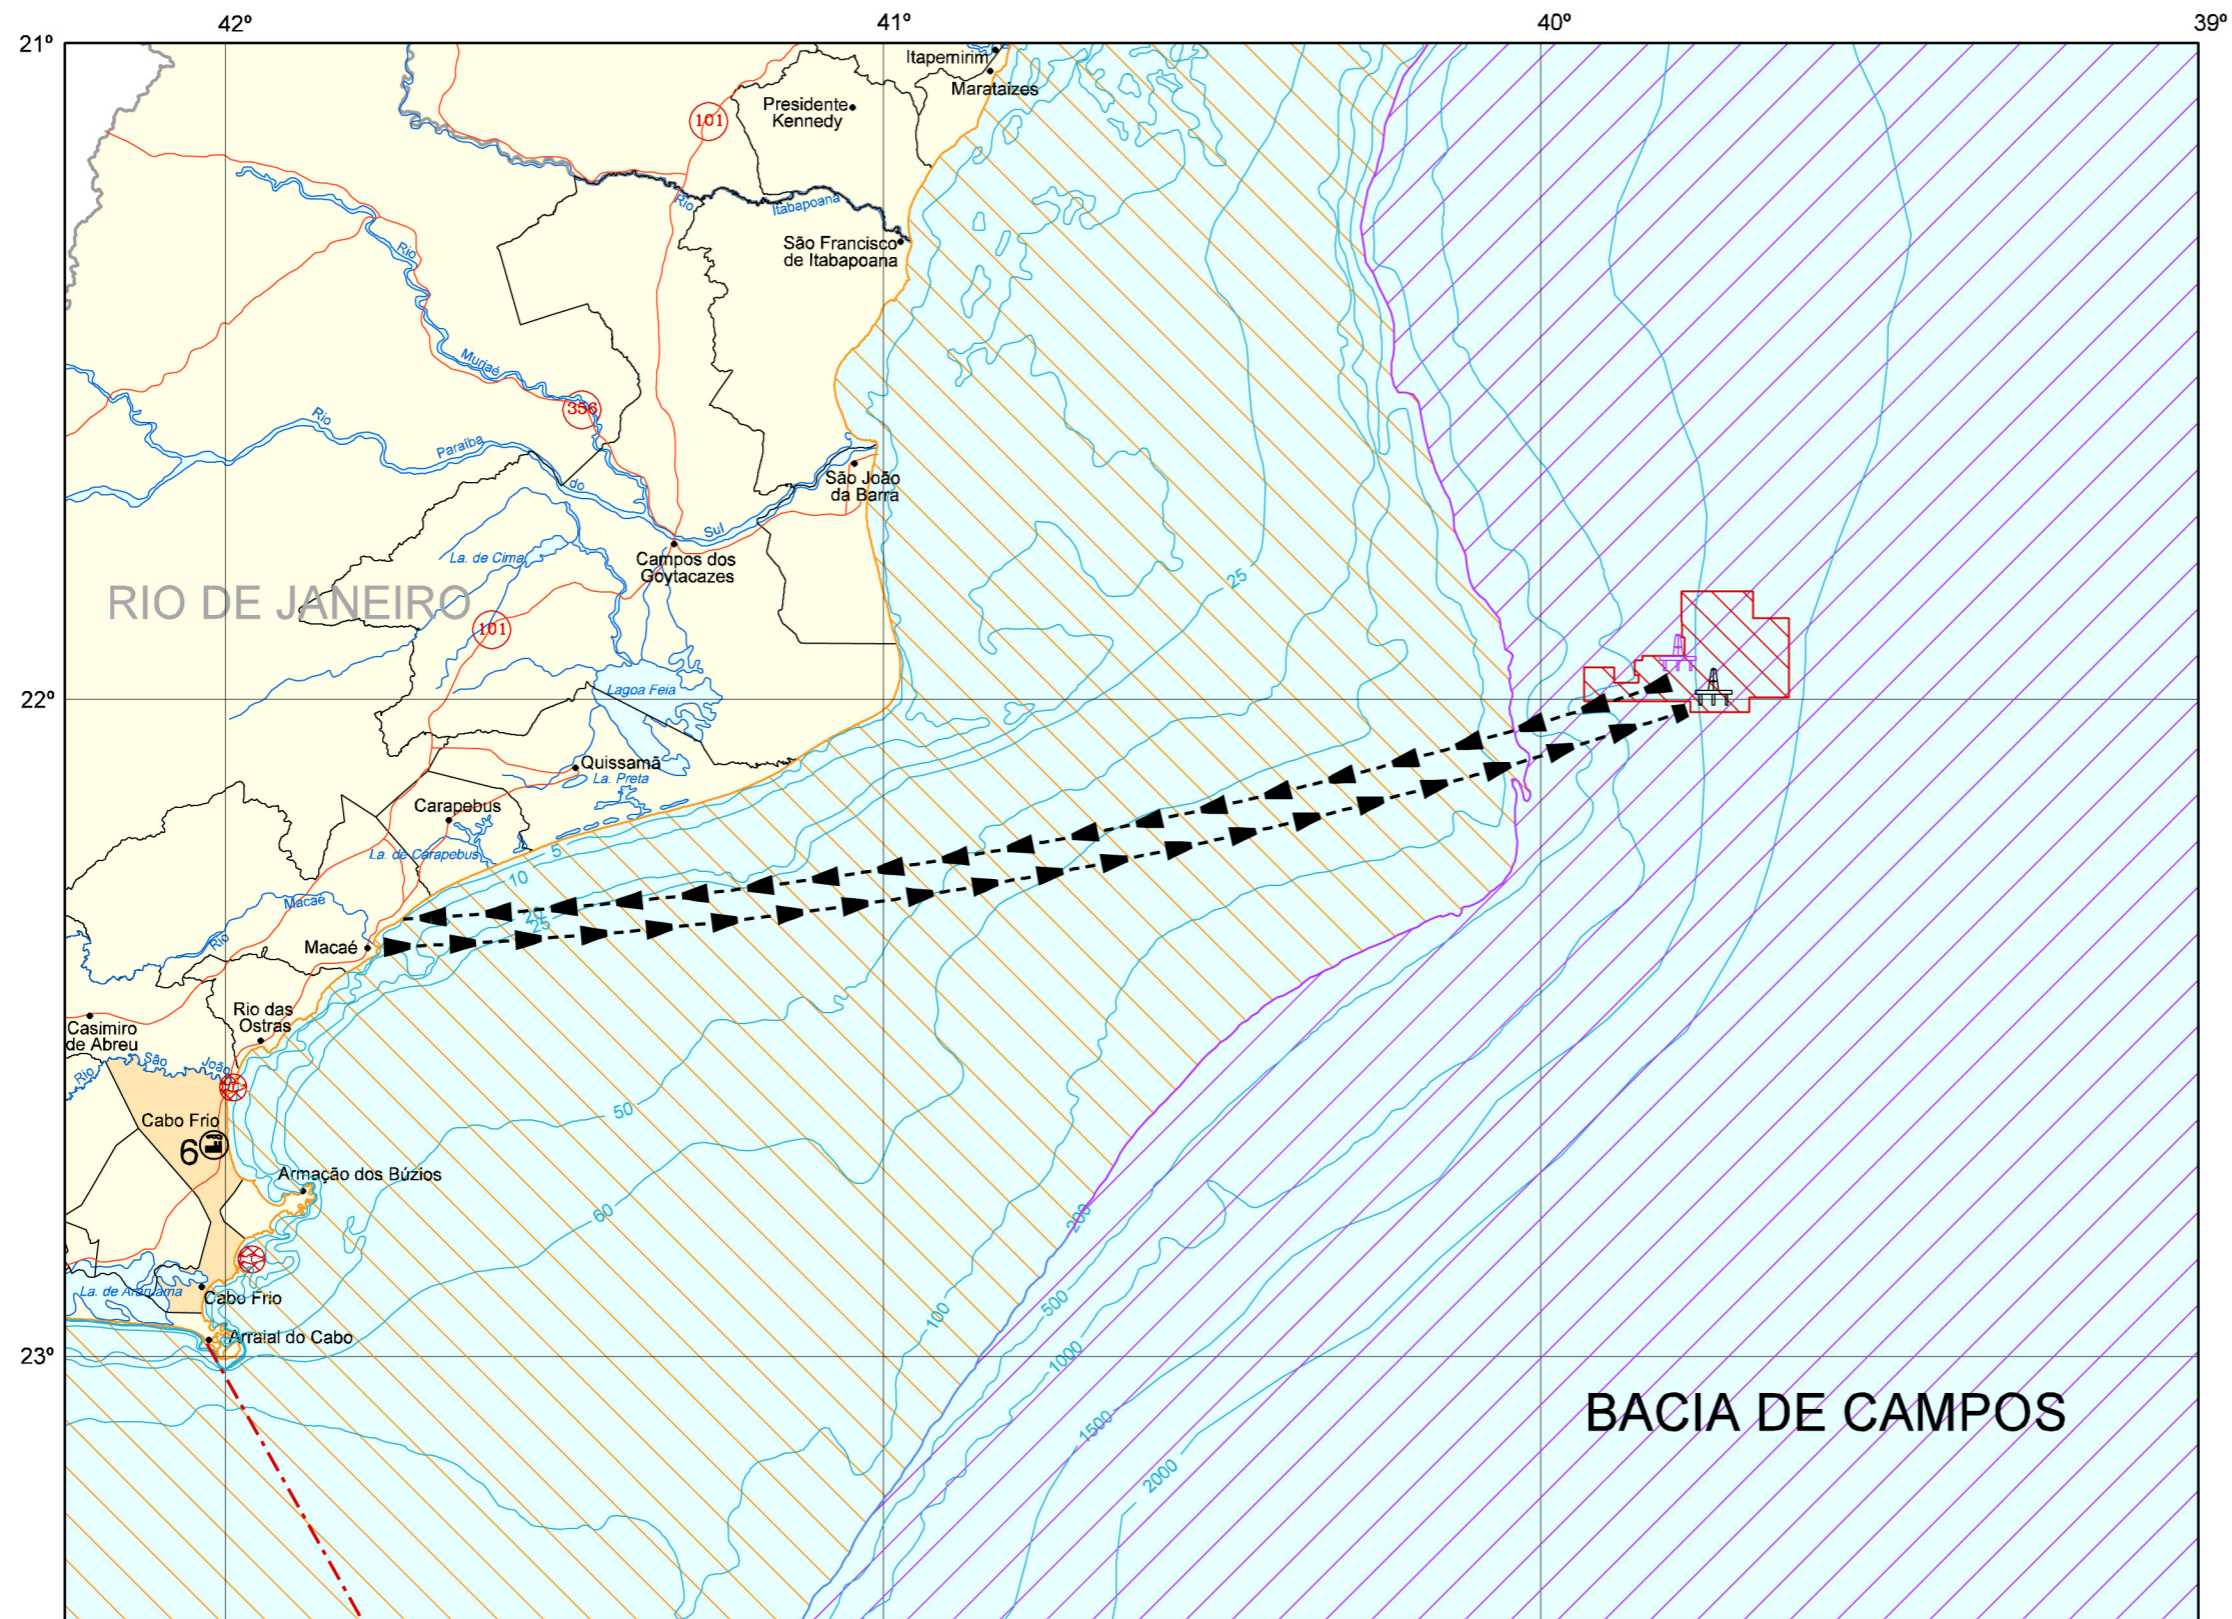 42º
41º
40º
39º
21º
Itapemirim
Marataizes
Presidente
Kennedy
101
Rio
Itabapoana
São Francisco
de Itabapoana
Rio
Muriaé
356
Rio
Paraíba
do
Sul
São João
da Barra
La. de Cima
Campos dos
Goytacazes
25
RIO DE JANEIRO
101
22º
Lagoa Feia
Quissamã
La. Preta
Carapebus
La. de Carapebus
5
10
20
25
Rio
Macaé
Macaé
Rio das
Ostras
Casimiro
de Abreu
Rio
São
João
50
Cabo Frio
6
Armação dos Búzios
60
200
La. de Araruama
Cabo Frio
100
500
Arraial do Cabo
1000
23º
BACIA DE CAMPOS
1500
2000